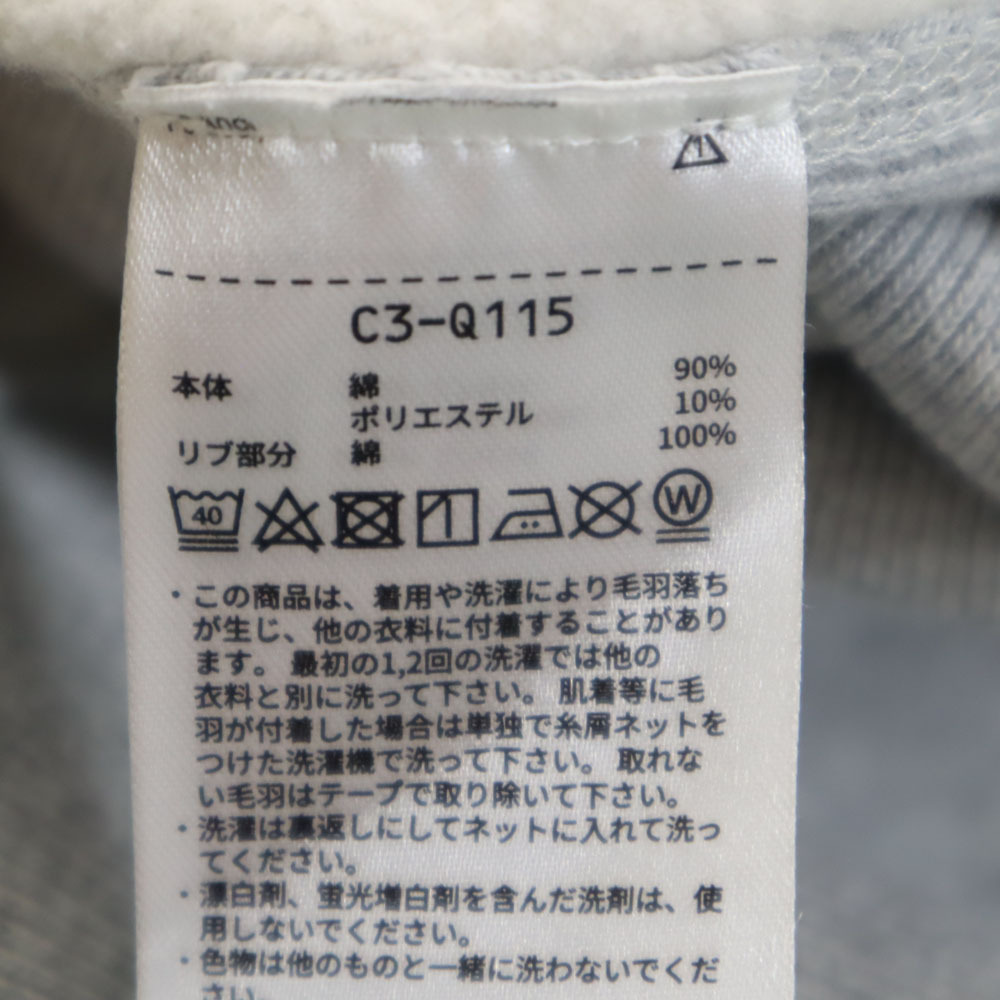 C3-Q115
本体 綿 90%
ポリエステル 10%
リブ部分 綿 100%
40 W
・この商品は、着用や洗濯により毛羽落ち
が生じ、他の衣料に付着することがあり
ます。 最初の1,2回の洗濯では他の
衣料と別に洗って下さい。 肌着等に毛
羽が付着した場合は単独で糸屑ネットを
つけた洗濯機で洗って下さい。 取れな
い毛羽はテープで取り除いて下さい。
・洗濯は裏返しにしてネットに入れて洗っ
てください。
・漂白剤、蛍光増白剤を含んだ洗剤は、使
用しないでください。
・色物は他のものと一緒に洗わないでくだ
さい。